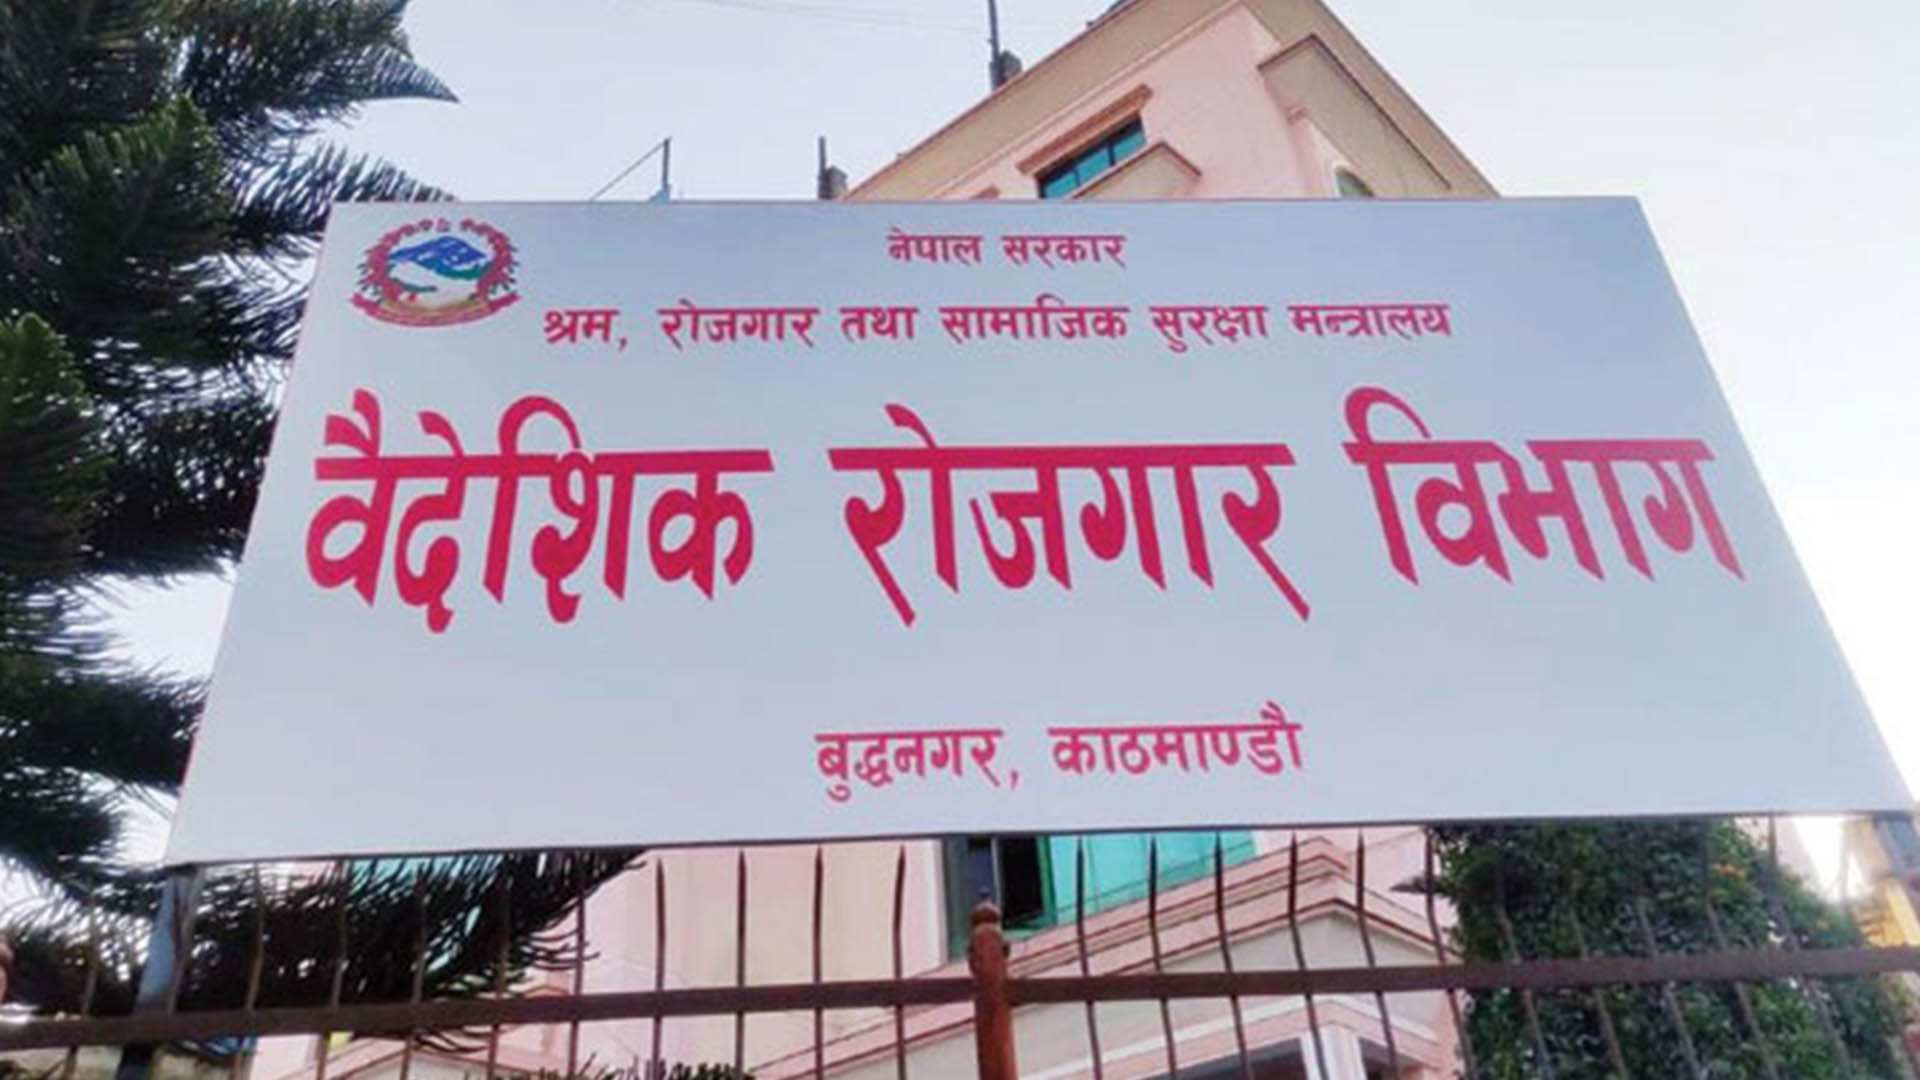 नेपाल सरकार
श्रम, रोजगार तथा सामाजिक सुरक्षा मन्त्रालय
वैदेशिक रोजगार विभाग
बुद्धनगर, काठमाण्डौ